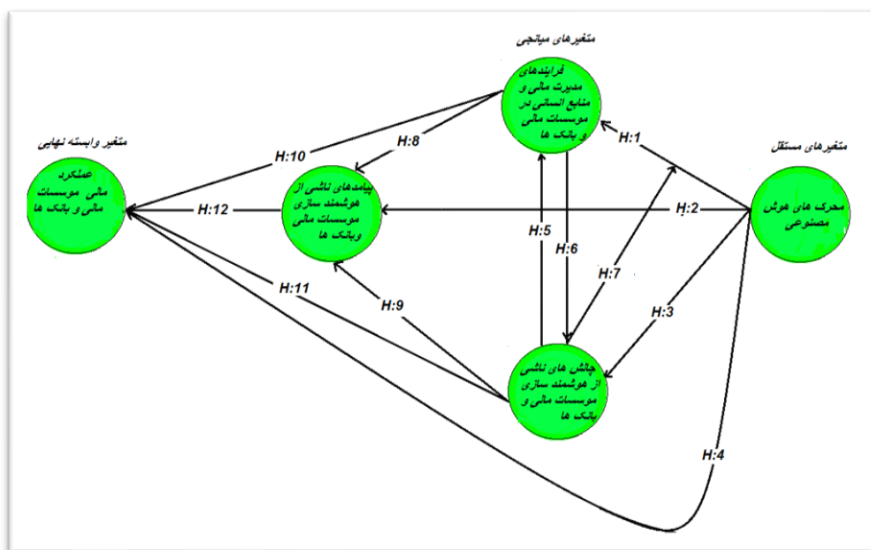 متغیرهای میانجی
فرایندهای
مدیریت مالی و
منابع انسانی در
موسسات مالی
و بانک ها
متغیرهای مستقل
محرک های هوش
مصنوعی
متغیر وابسته نهایی
عملکرد
مالی موسسات
مالی و بانک ها
پیامدهای ناشی از
هوشمند سازی
موسسات مالی
وبانک ها
چالش های ناشی
از هوشمند سازی
موسسات مالی و
بانک ها
H:1
H:2
H:3
H:4
H:5
H:6
H:7
H:8
H:9
H:10
H:11
H:12